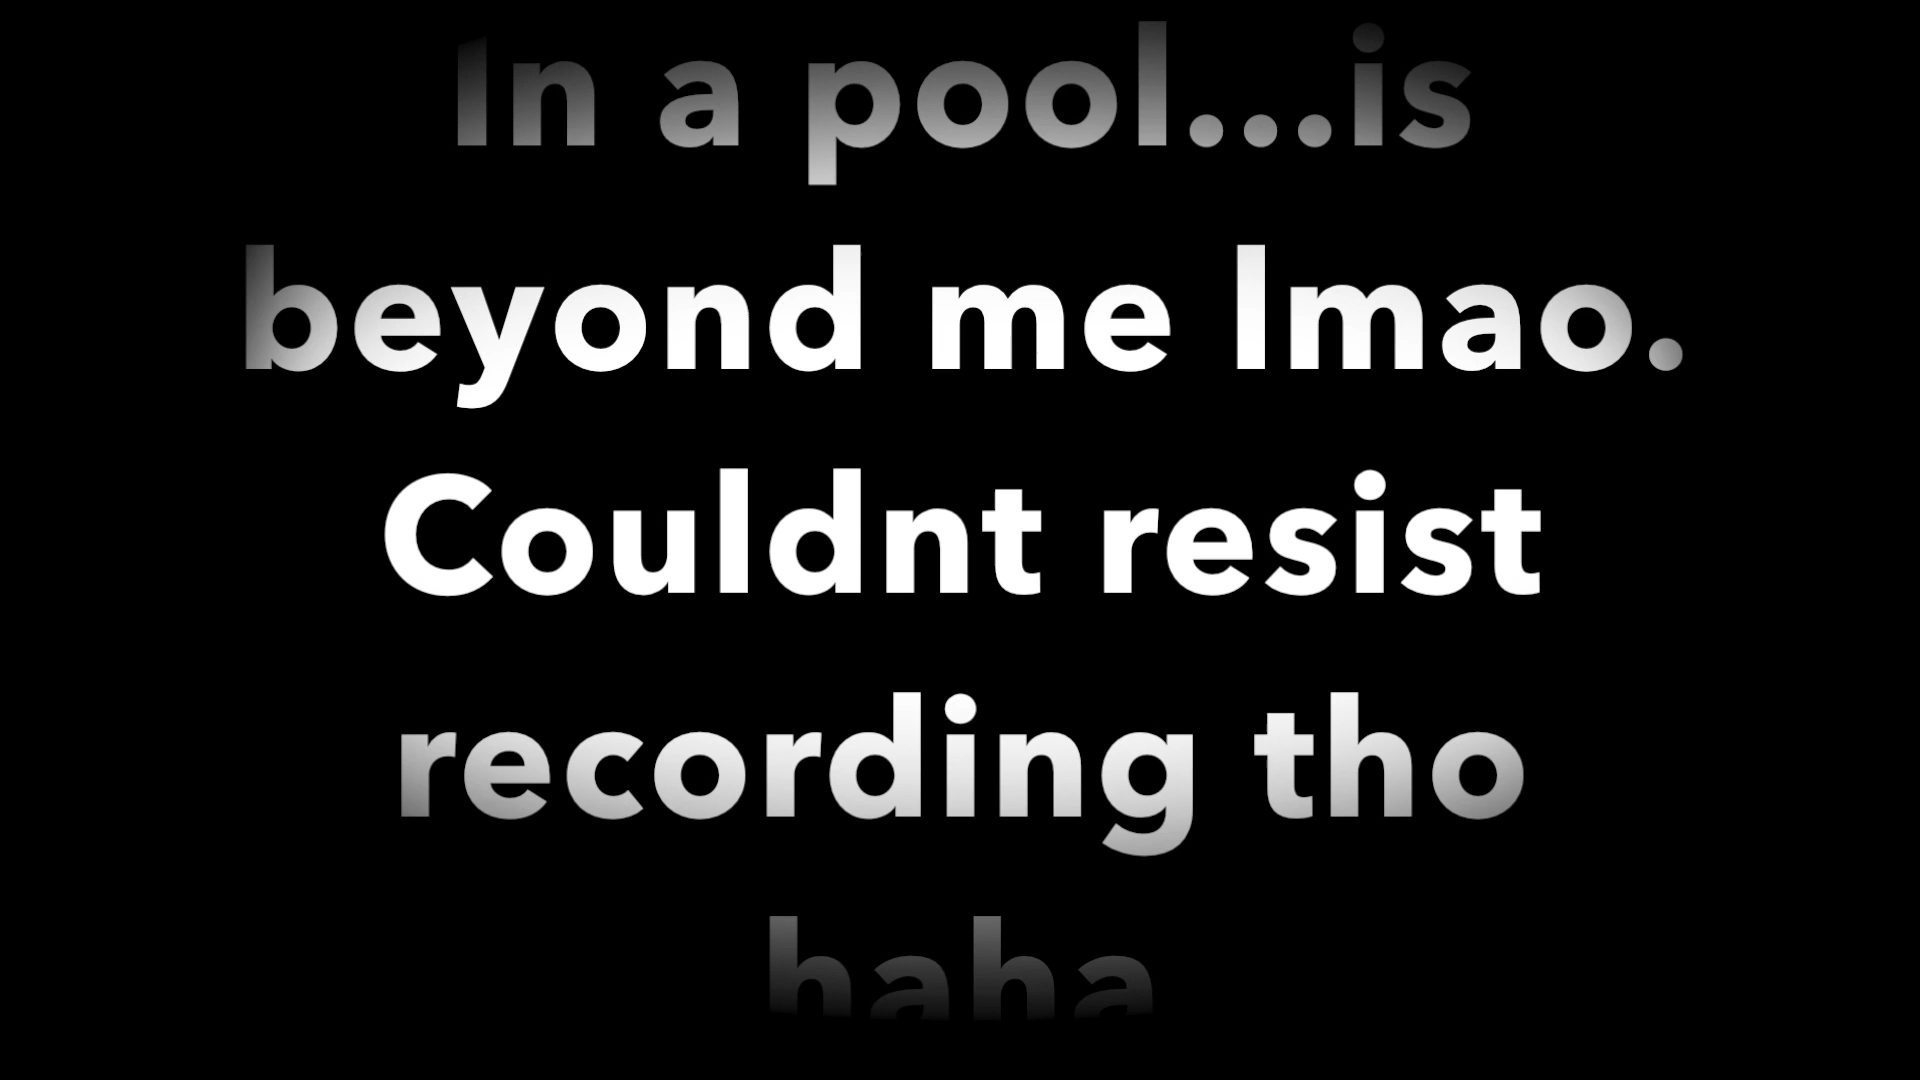 In a pool...is
beyond me lmao.
Couldnt resist
recording tho
haha